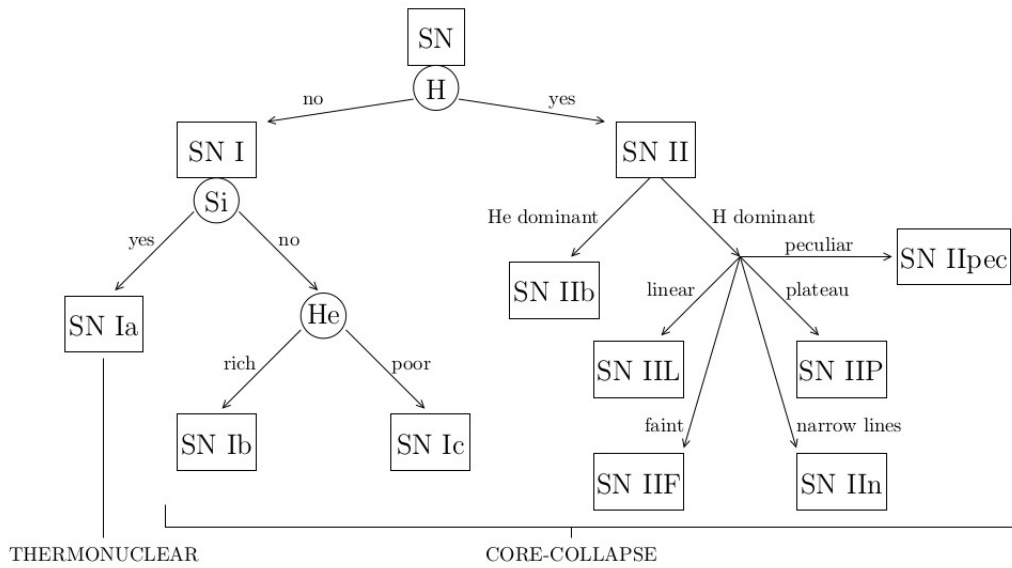 SN
H
no
yes
SN I
SN II
Si
He dominant
H dominant
yes
no
peculiar
SN IIpec
SN Ia
He
SN IIb
linear
plateau
rich
poor
SN IIL
SN IIP
SN Ib
SN Ic
faint
narrow lines
SN IIF
SN IIn
THERMONUCLEAR
CORE-COLLAPSE